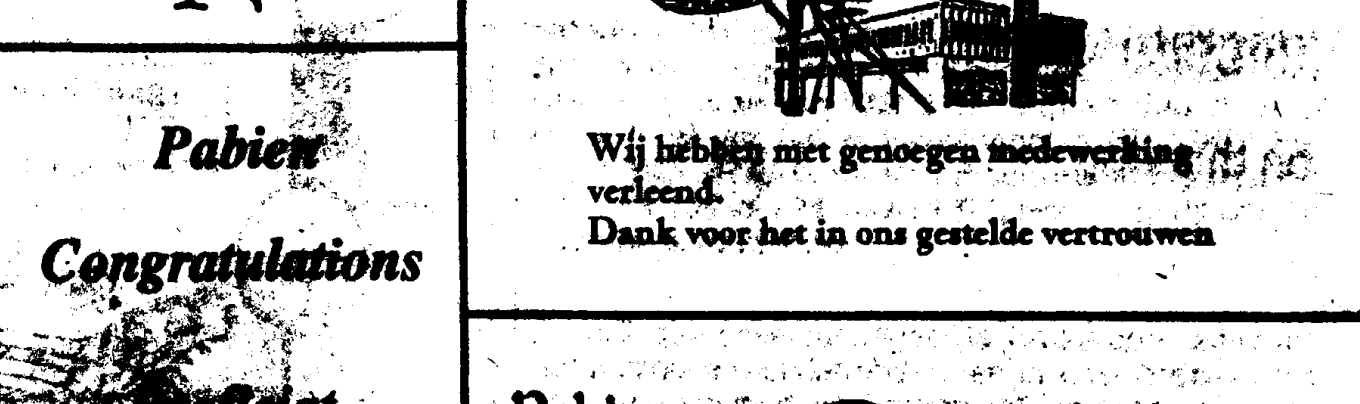 Pabien
Congratulations
Wij hebben met genoegen medewerking
verleend.
Dank voor het in ons gestelde vertrouwen